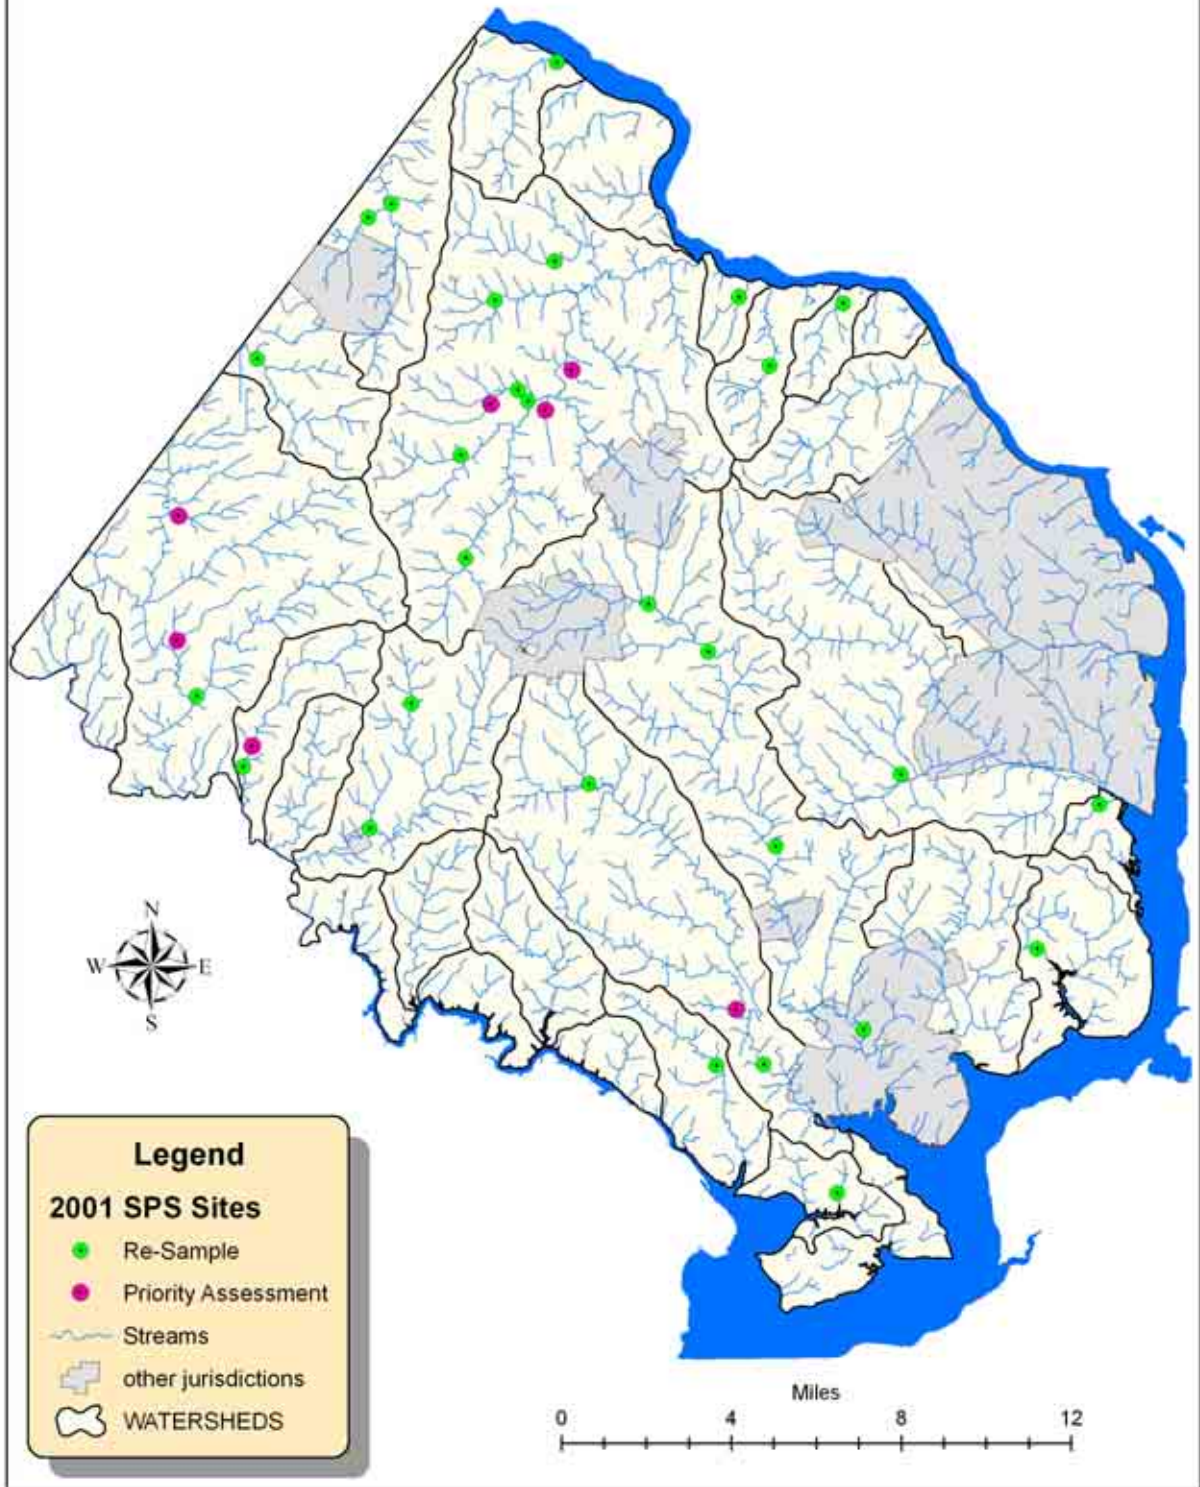 N
W E
S
Legend
2001 SPS Sites
Re-Sample
Priority Assessment
Streams
other jurisdictions
WATERSHEDS
Miles
0 4 8 12